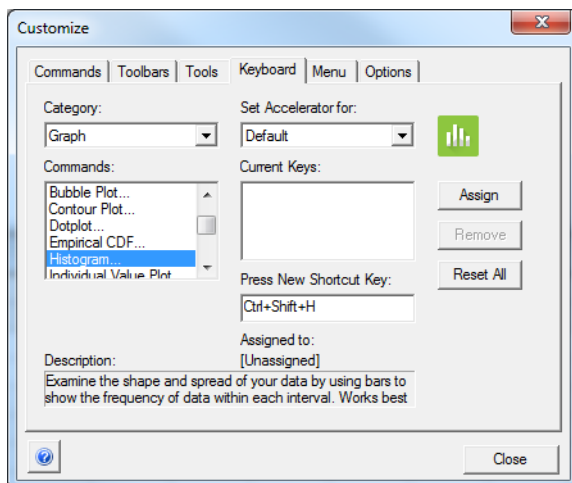 Customize
Commands Toolbars Tools Keyboard Menu Options
Category:
Graph
Commands:
Bubble Plot...
Contour Plot...
Dotplot...
Empirical CDF...
Histogram...
Individual Value Plot
Set Accelerator for:
Default
Current Keys:
Press New Shortcut Key:
Ctrl+Shift+H
Assigned to:
[Unassigned]
Assign
Remove
Reset All
Description:
Examine the shape and spread of your data by using bars to
show the frequency of data within each interval. Works best
Close